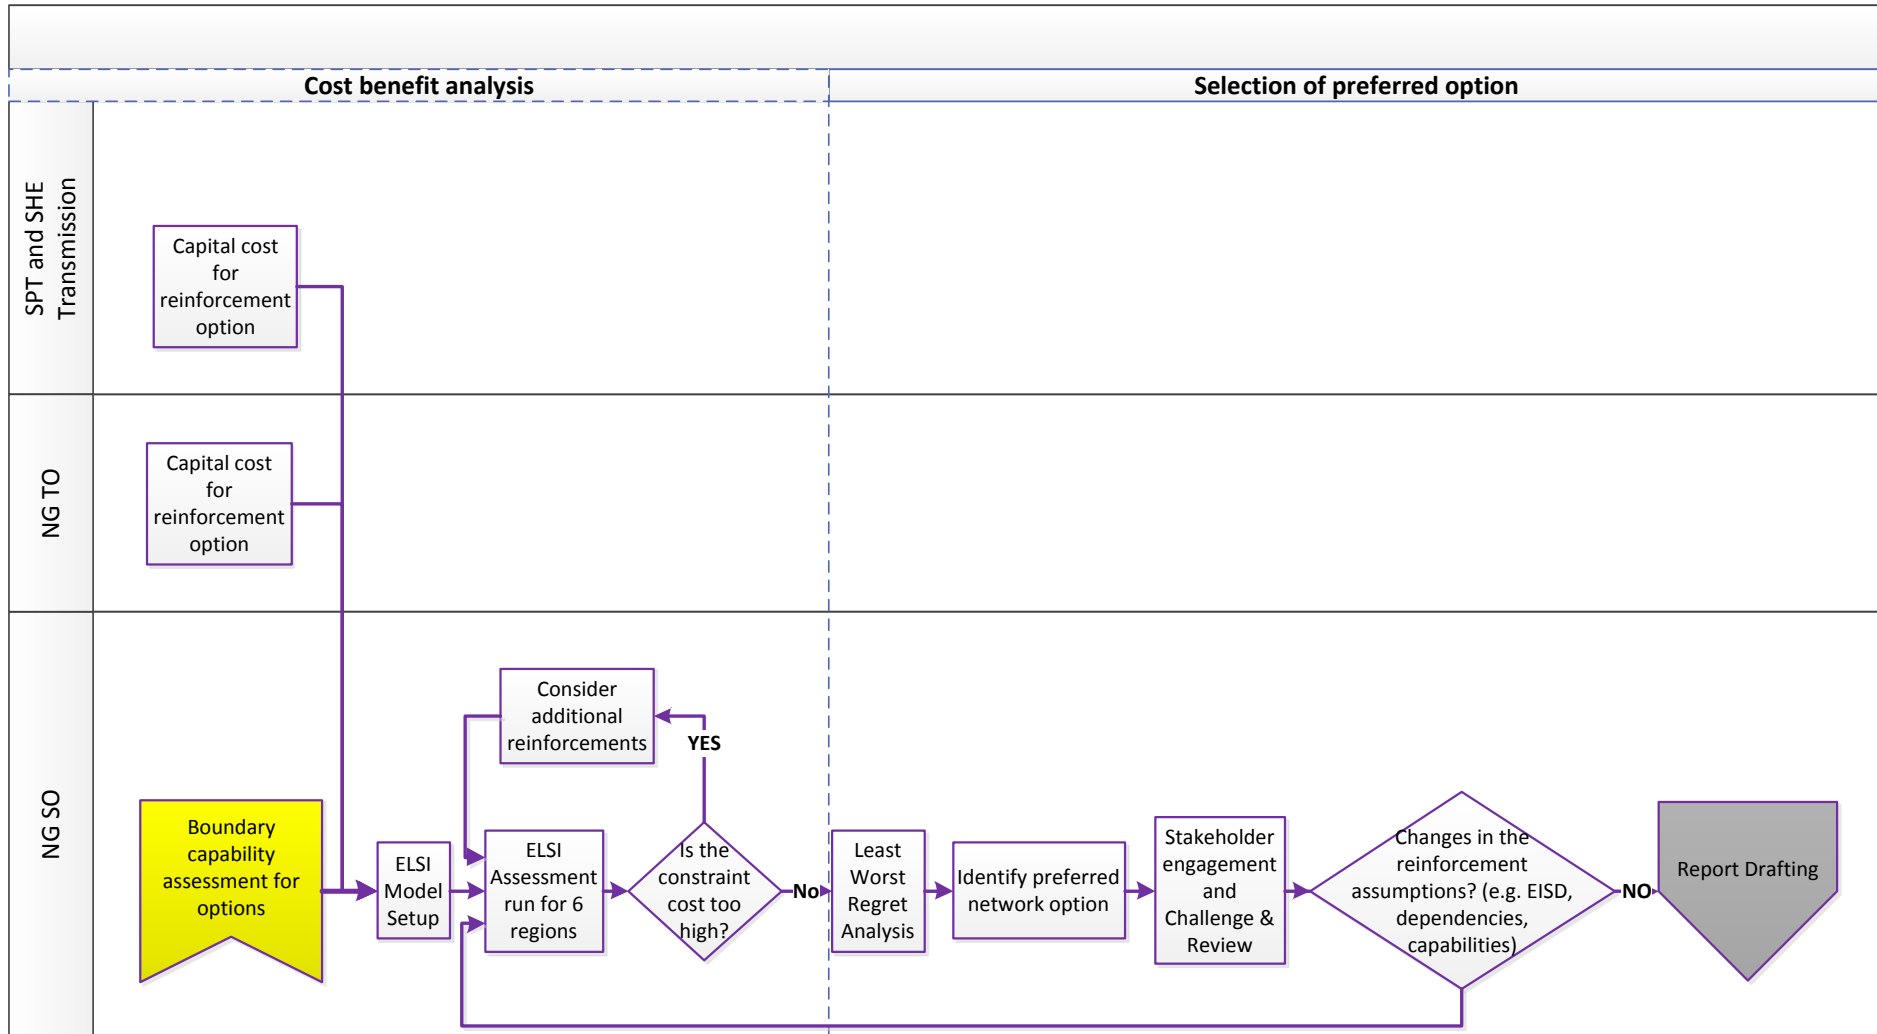 Cost benefit analysis
Selection of preferred option
SPT and SHE
Transmission
Capital cost
for
reinforcement
option
NG TO
Capital cost
for
reinforcement
option
NG SO
Boundary
capability
assessment for
options
ELSI
Model
Setup
Consider
additional
reinforcements
YES
ELSI
Assessment
run for 6
regions
Is the
constraint
cost too
high?
No
Least
Worst
Regret
Analysis
Identify preferred
network option
Stakeholder
engagement
and
Challenge &
Review
Changes in the
reinforcement
assumptions? (e.g. EISD,
dependencies,
capabilities)
NO
Report Drafting